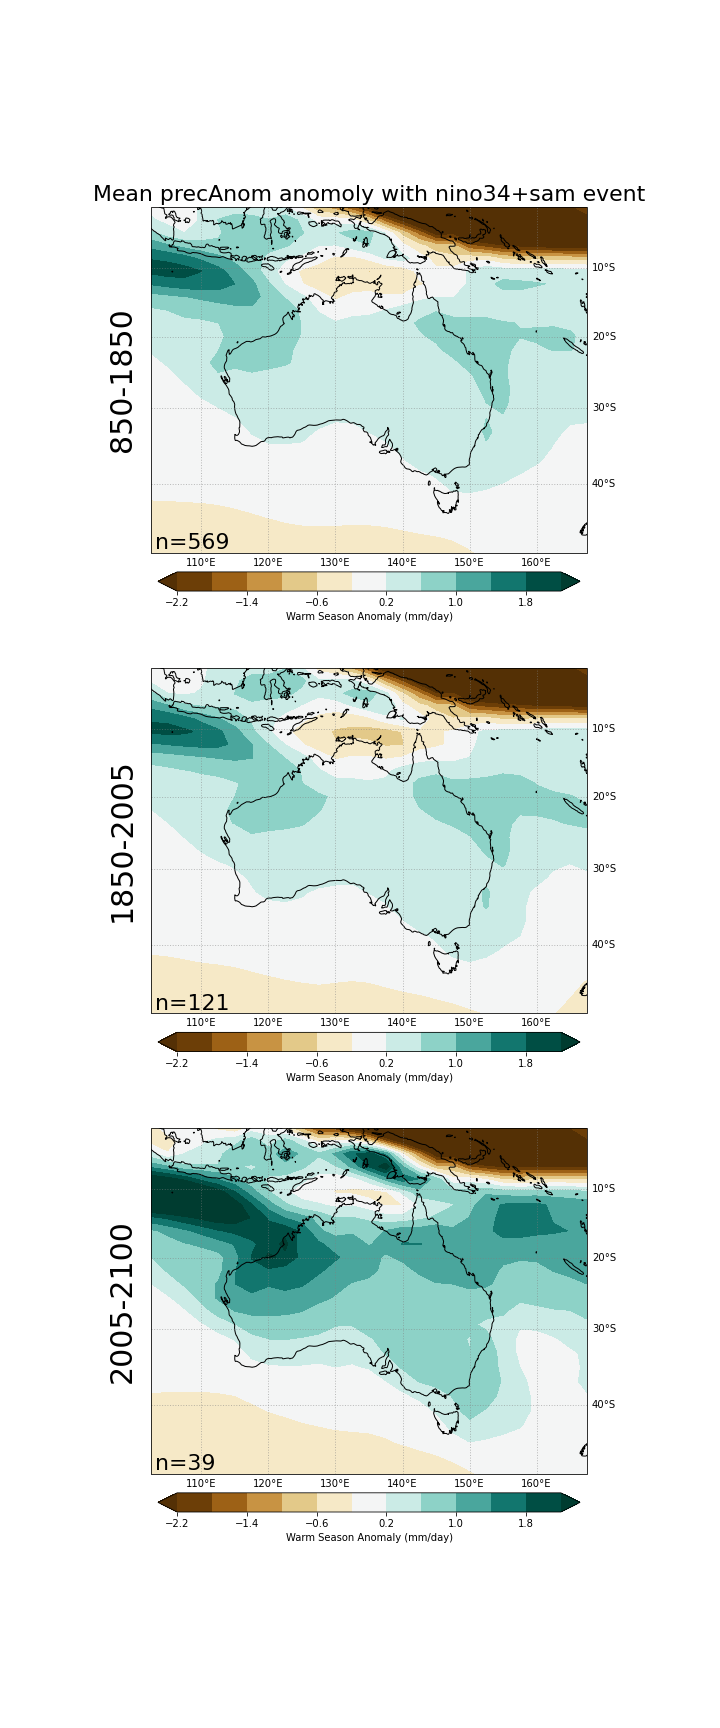 Mean precAnom anomoly with nino34+sam event
850-1850
10°S
20°S
30°S
40°S
n=569
110°E 120°E 130°E 140°E 150°E 160°E
−2.2 −1.4 −0.6 0.2 1.0 1.8
Warm Season Anomaly (mm/day)
1850-2005
10°S
20°S
30°S
40°S
n=121
110°E 120°E 130°E 140°E 150°E 160°E
−2.2 −1.4 −0.6 0.2 1.0 1.8
Warm Season Anomaly (mm/day)
2005-2100
10°S
20°S
30°S
40°S
n=39
110°E 120°E 130°E 140°E 150°E 160°E
−2.2 −1.4 −0.6 0.2 1.0 1.8
Warm Season Anomaly (mm/day)